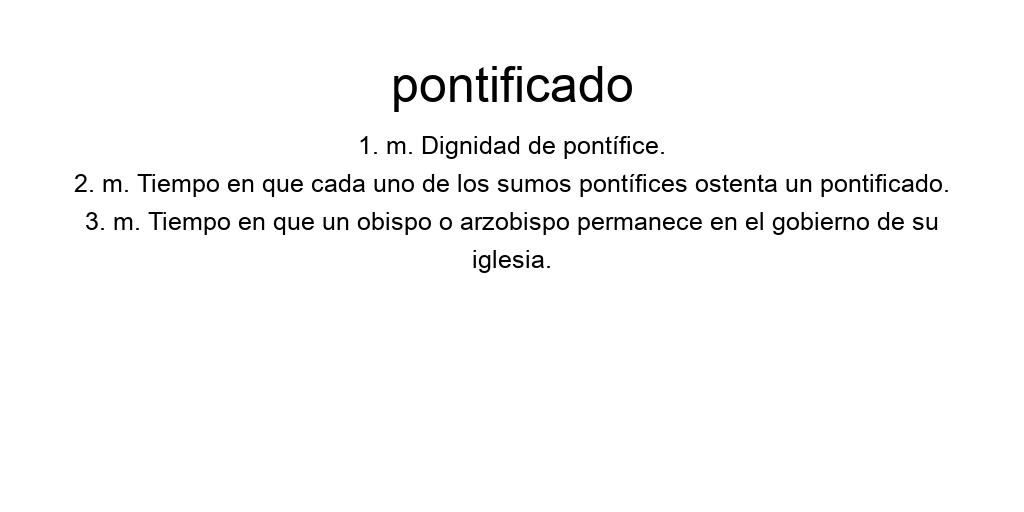 pontificado
1. m. Dignidad de pontífice.
2. m. Tiempo en que cada uno de los sumos pontífices ostenta un pontificado.
3. m. Tiempo en que un obispo o arzobispo permanece en el gobierno de su
iglesia.